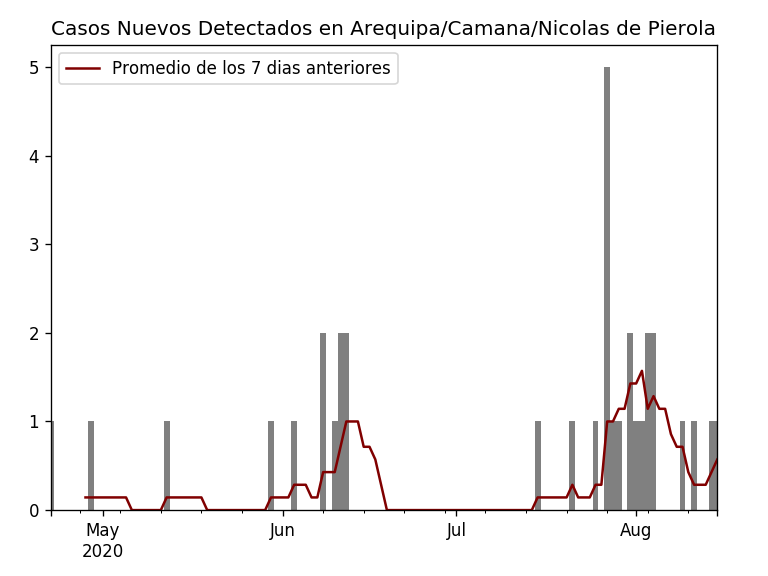 Casos Nuevos Detectados en Arequipa/Camana/Nicolas de Pierola
Promedio de los 7 dias anteriores
5
4
3
2
1
0
May Jun Jul Aug
2020